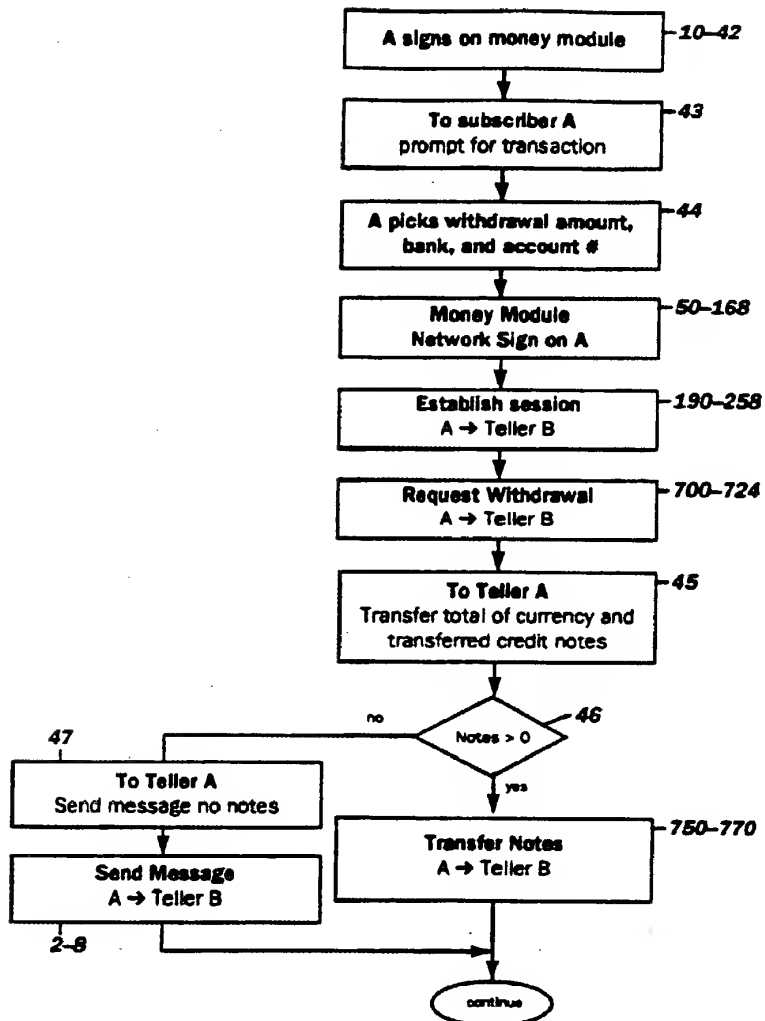 A signs on money module
10–42
To subscriber A
prompt for transaction
43
A picks withdrawal amount,
bank, and account #
44
Money Module
Network Sign on A
50–168
Establish session
A → Teller B
190–258
Request Withdrawal
A → Teller B
700–724
To Teller A
Transfer total of currency and
transferred credit notes
45
Notes > 0
46
no
yes
47
To Teller A
Send message no notes
Send Message
A → Teller B
2–8
Transfer Notes
A → Teller B
750–770
continue